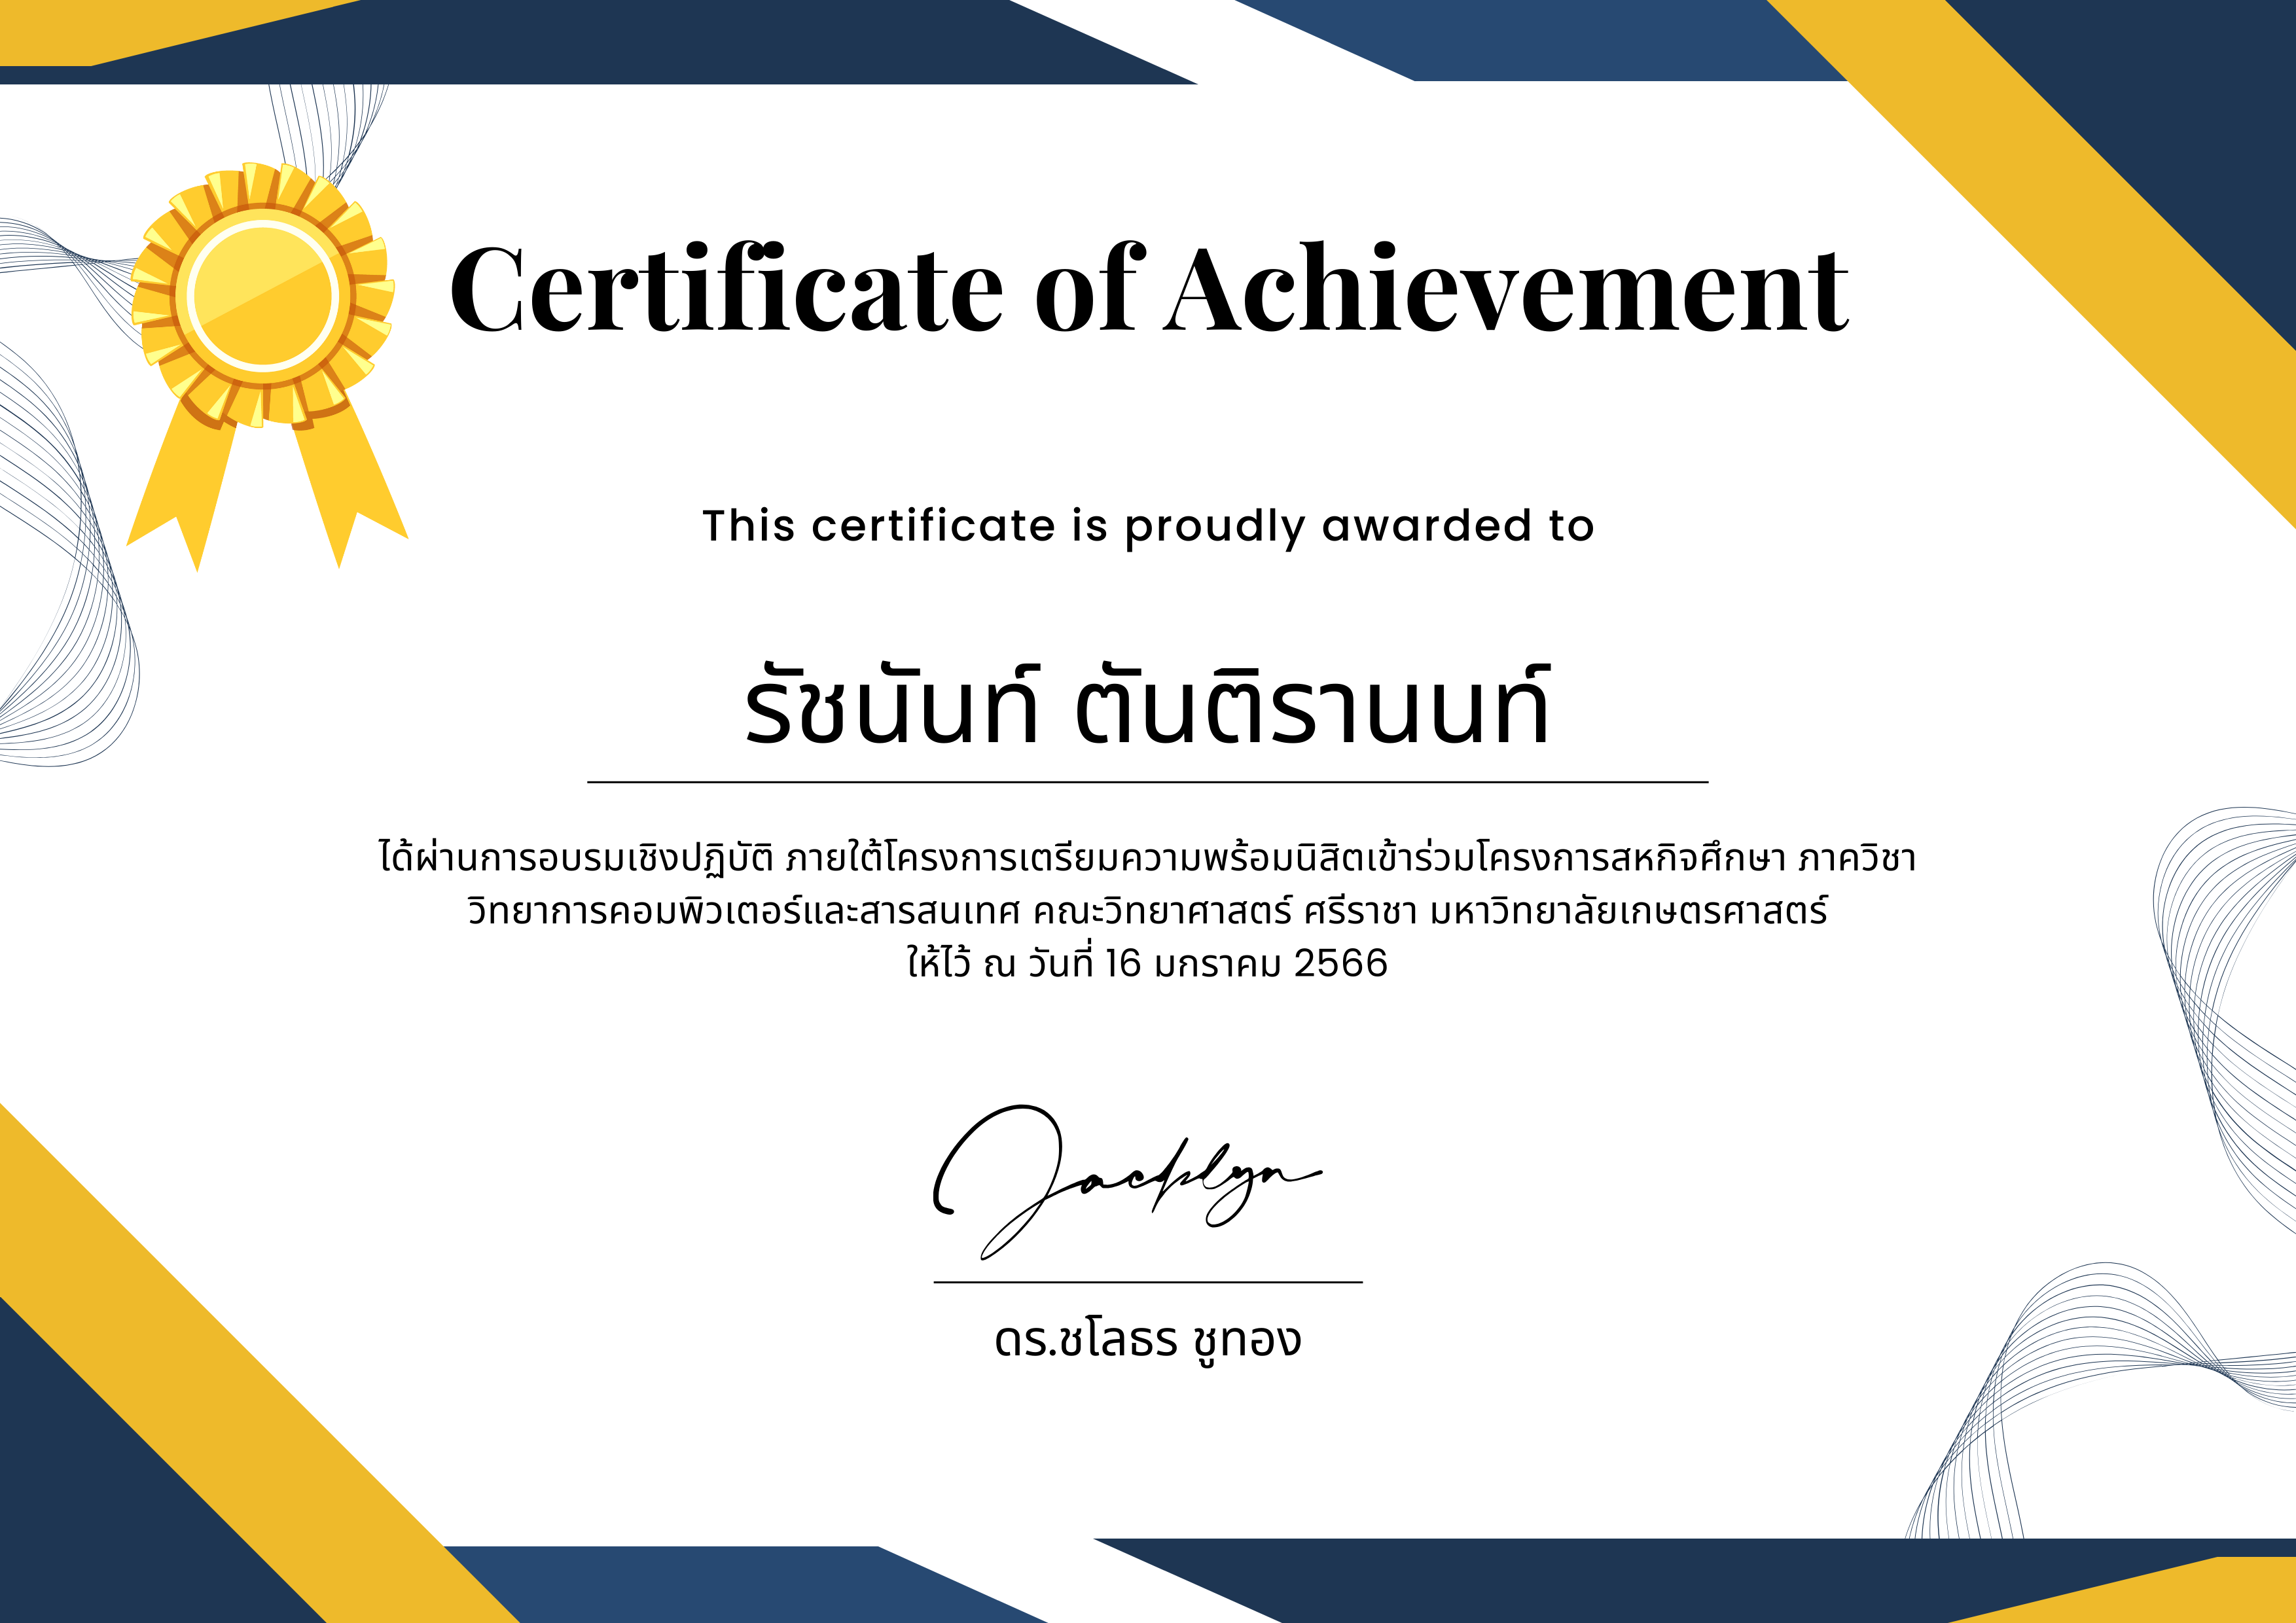 Certificate of Achievement
This certificate is proudly awarded to
รัชนันท์ ตันติรานนท์
ได้ผ่านการอบรมเชิงปฏิบัติ ภายใต้โครงการเตรียมความพร้อมนิสิตเข้าร่วมโครงการสหกิจศึกษา ภาควิชา
วิทยาการคอมพิวเตอร์และสารสนเทศ คณะวิทยาศาสตร์ ศรีราชา มหาวิทยาลัยเกษตรศาสตร์
ให้ไว้ ณ วันที่ 16 มกราคม 2566
Jacklyn
ดร.ชโลธร ชูทอง